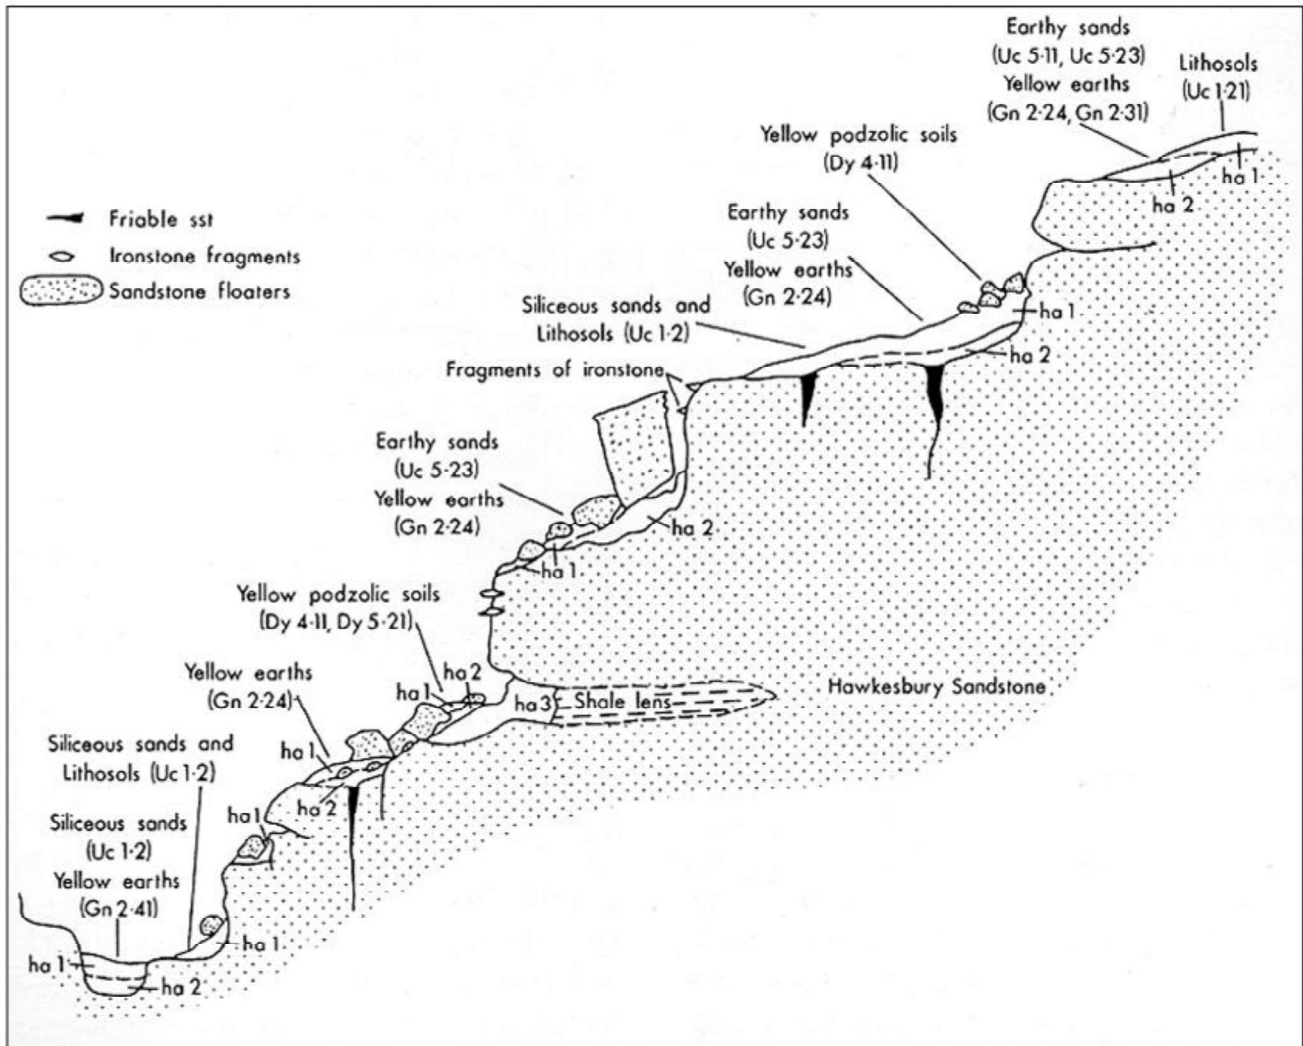 Earthy sands
(Uc 5·11, Uc 5·23)
Yellow earths
(Gn 2·24, Gn 2·31)
Lithosols
(Uc 1·21)
Yellow podzolic soils
(Dy 4·11)
ha 1
ha 2
Friable sst
Ironstone fragments
Sandstone floaters
Earthy sands
(Uc 5·23)
Yellow earths
(Gn 2·24)
Siliceous sands and
Lithosols (Uc 1·2)
ha 1
ha 2
Fragments of ironstone
Earthy sands
(Uc 5·23)
Yellow earths
(Gn 2·24)
ha 2
ha 1
Yellow podzolic soils
(Dy 4·11, Dy 5·21)
Yellow earths
(Gn 2·24)
ha 1
ha 2
ha 3
Shale lens
Hawkesbury Sandstone
Siliceous sands and
Lithosols (Uc 1·2)
ha 1
ha 2
ha 1
Siliceous sands
(Uc 1·2)
Yellow earths
(Gn 2·41)
ha 1
ha 1
ha 2